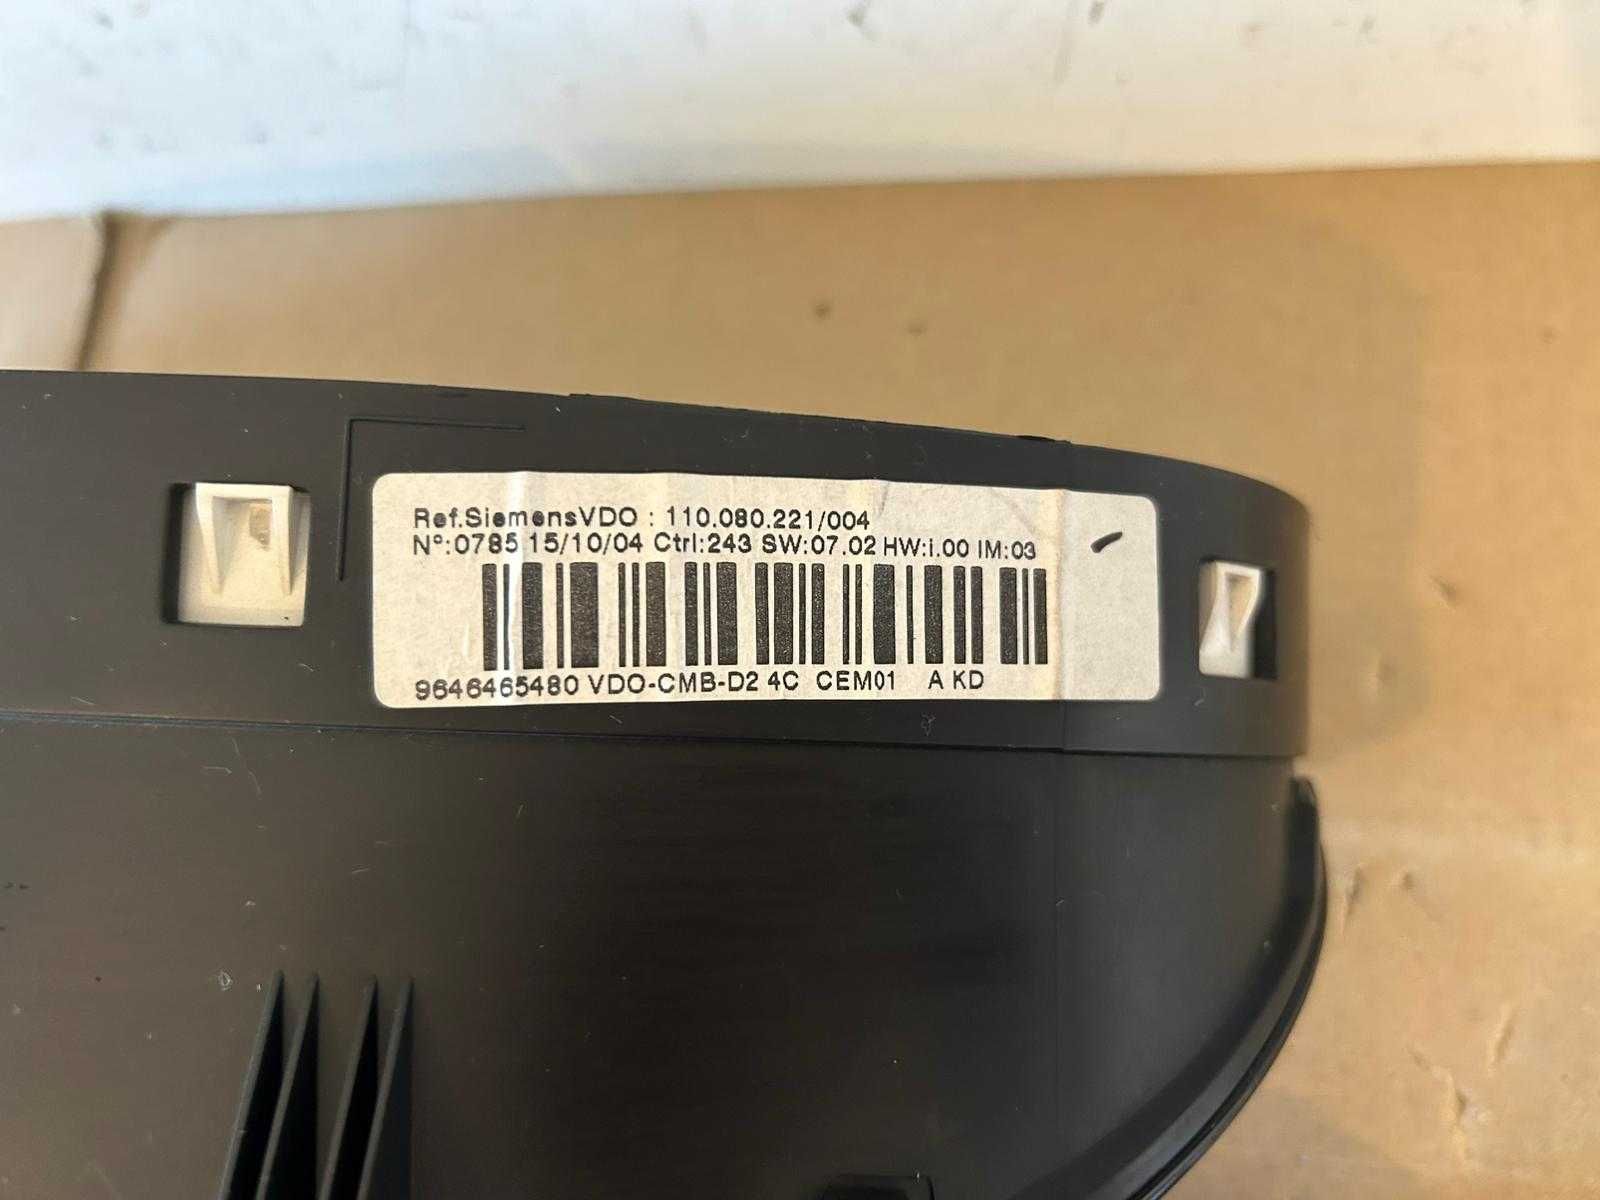 Ref.SiemensVDO : 110.080.221/004
Nº:0785 15/10/04 Ctrl:243 SW:07.02 HW:i.00 IM:03
9646465480 VDO-CMB-D2 4C CEM01 A KD